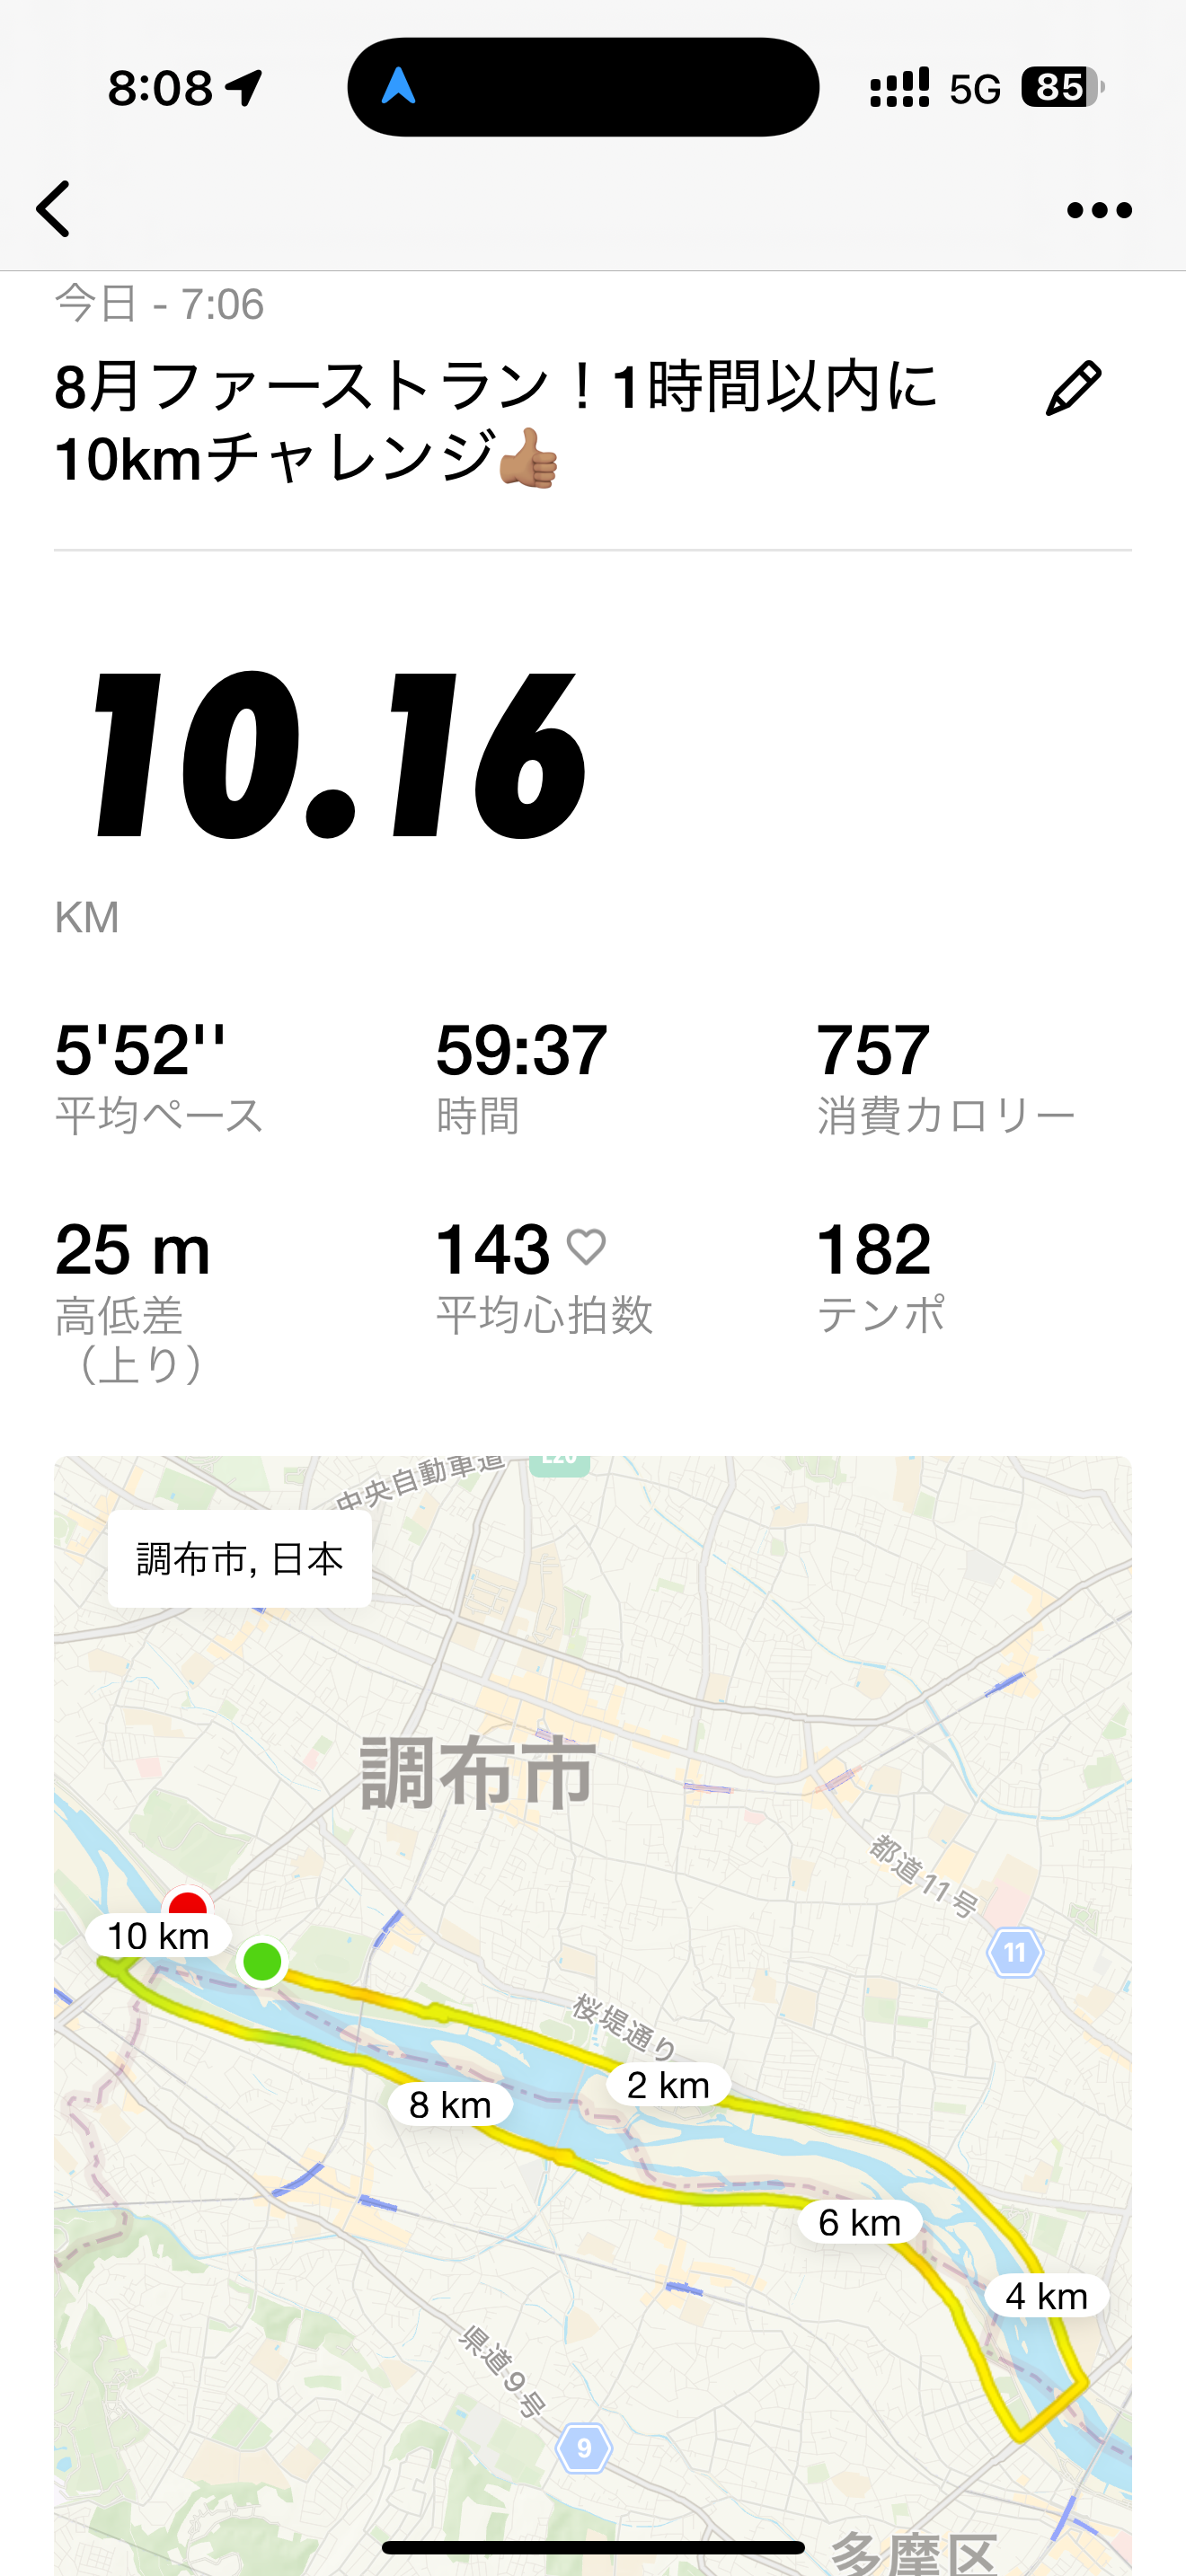 8:08 5G 85
今日 - 7:06
8月ファーストラン！1時間以内に
10kmチャレンジ👍🏽
10.16
KM
5'52'' 59:37 757
平均ペース 時間 消費カロリー
25 m 143 182
高低差 平均心拍数 テンポ
（上り）
中央自動車道 E20
調布市, 日本
調布市
都道11号
11
10 km
桜堤通り
2 km
8 km
6 km
4 km
県道9号
9
多摩区